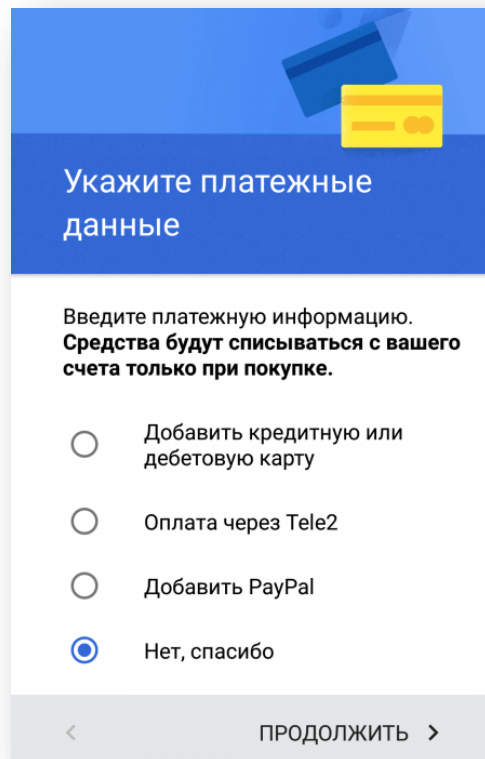 Укажите платежные
данные
Введите платежную информацию.
Средства будут списываться с вашего
счета только при покупке.
Добавить кредитную или
дебетовую карту
Оплата через Tele2
Добавить PayPal
Нет, спасибо
ПРОДОЛЖИТЬ